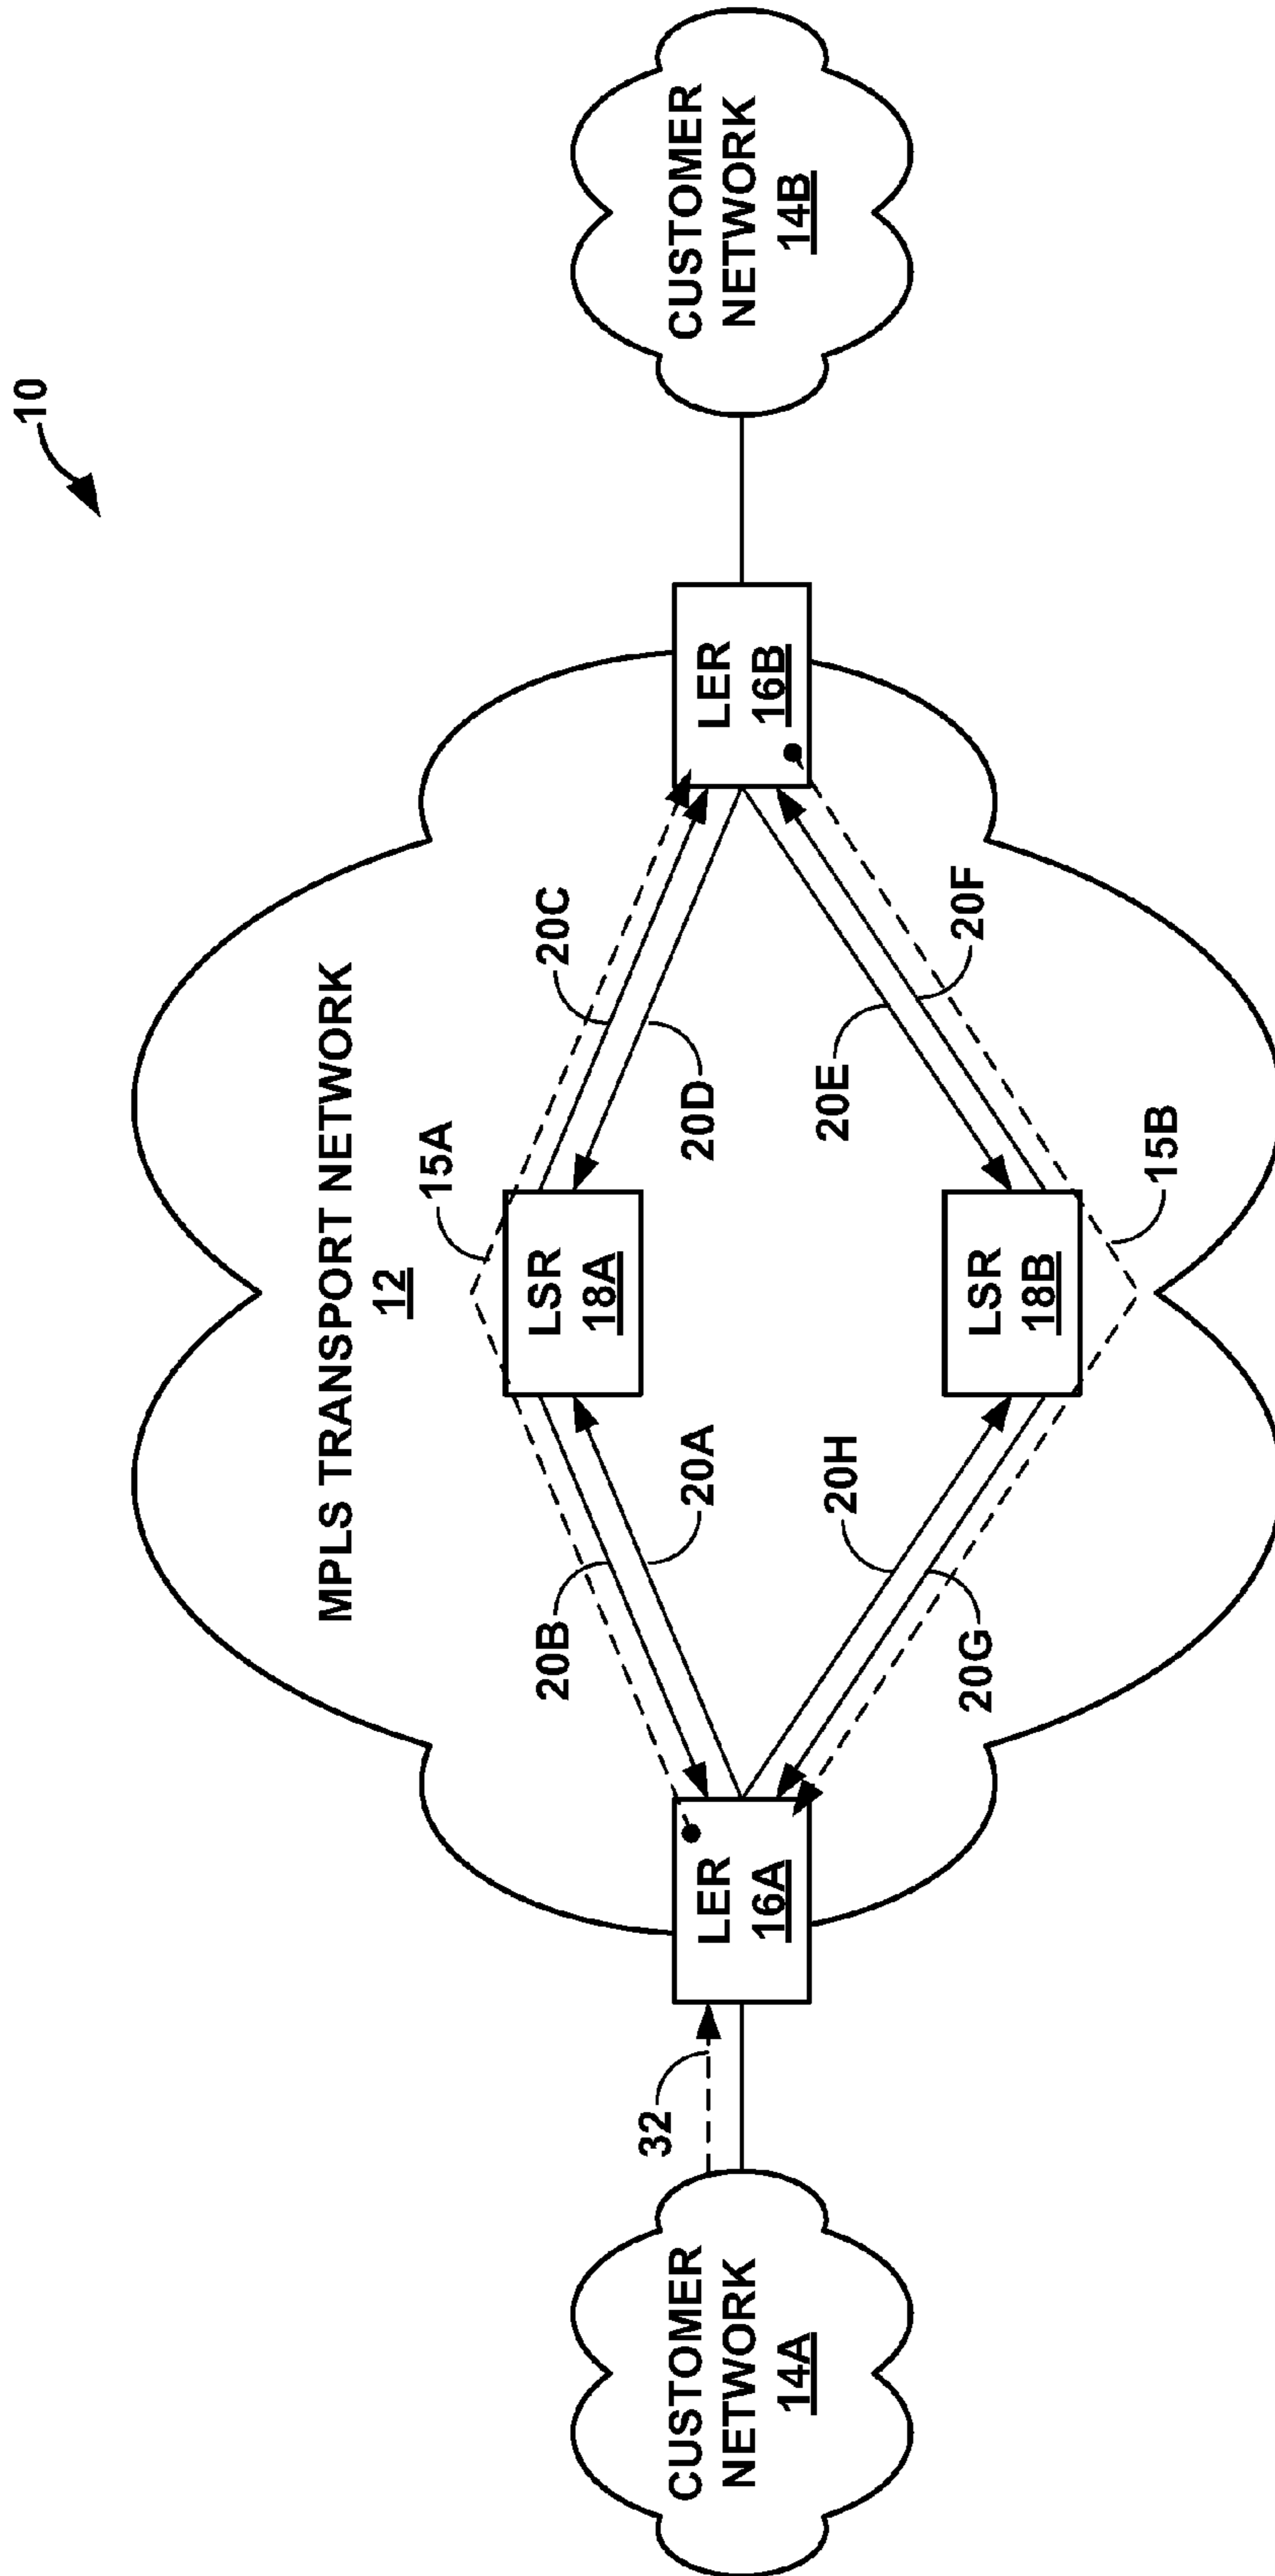 10
MPLS TRANSPORT NETWORK
12
15A
LSR
18A
20B
20C
20A
20D
32
CUSTOMER
NETWORK
14A
LER
16A
LER
16B
CUSTOMER
NETWORK
14B
20H
20E
20G
20F
LSR
18B
15B